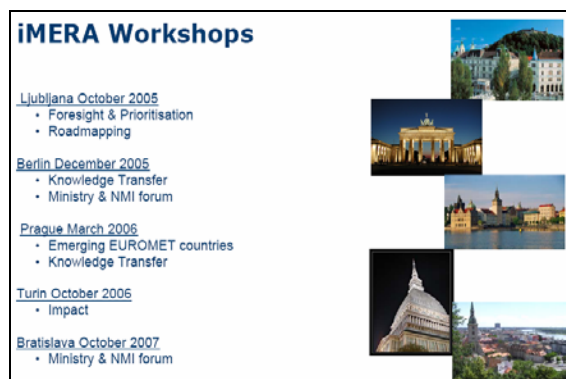 iMERA Workshops
Ljubljana October 2005
• Foresight & Prioritisation
• Roadmapping
Berlin December 2005
• Knowledge Transfer
• Ministry & NMI forum
Prague March 2006
• Emerging EUROMET countries
• Knowledge Transfer
Turin October 2006
• Impact
Bratislava October 2007
• Ministry & NMI forum